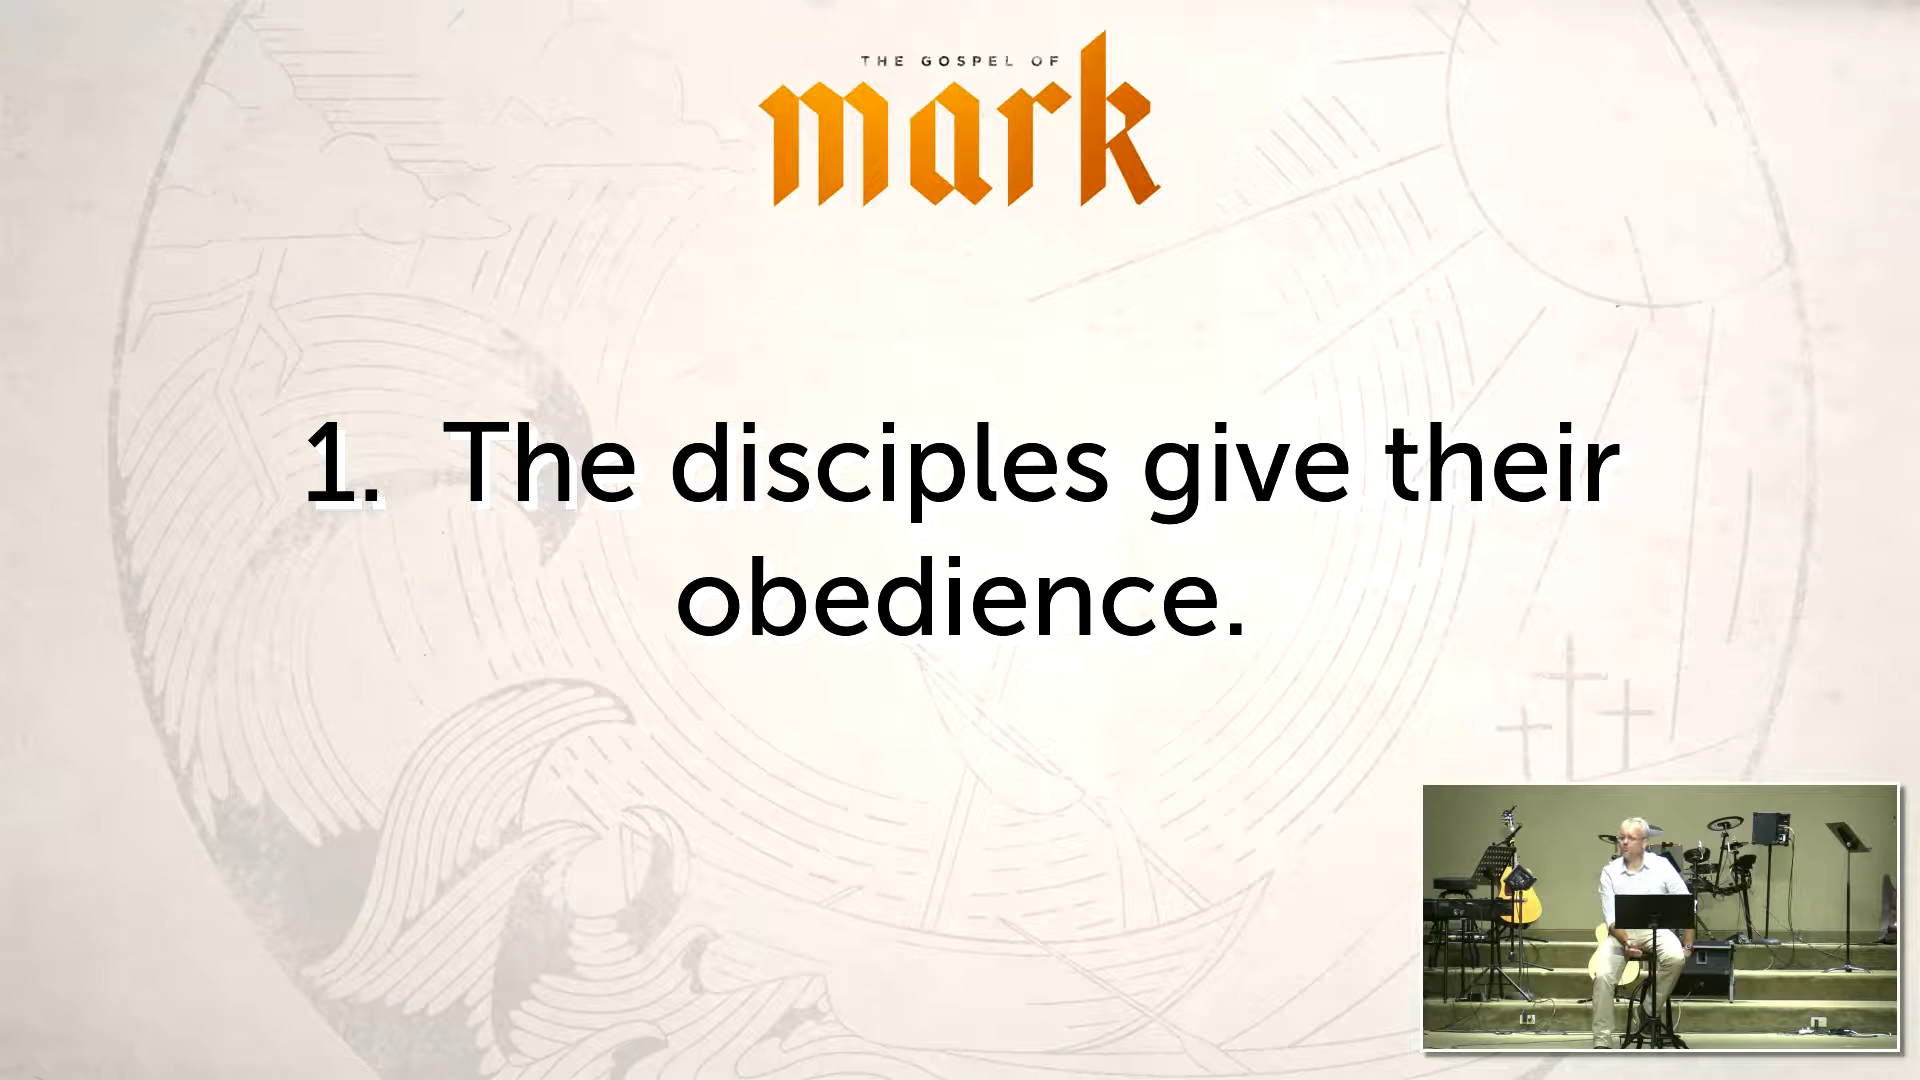 THE GOSPEL OF
mark
1. The disciples give their
obedience.